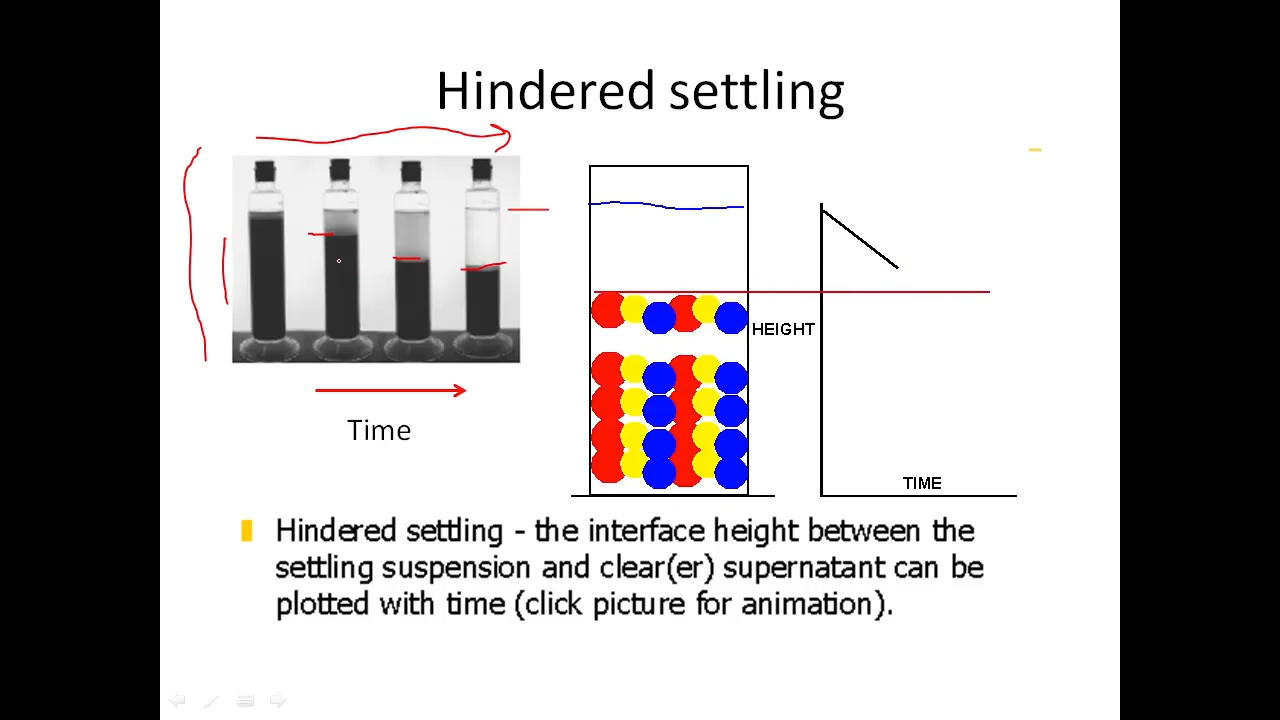 Hindered settling
HEIGHT
TIME
Time
Hindered settling - the interface height between the
settling suspension and clear(er) supernatant can be
plotted with time (click picture for animation).